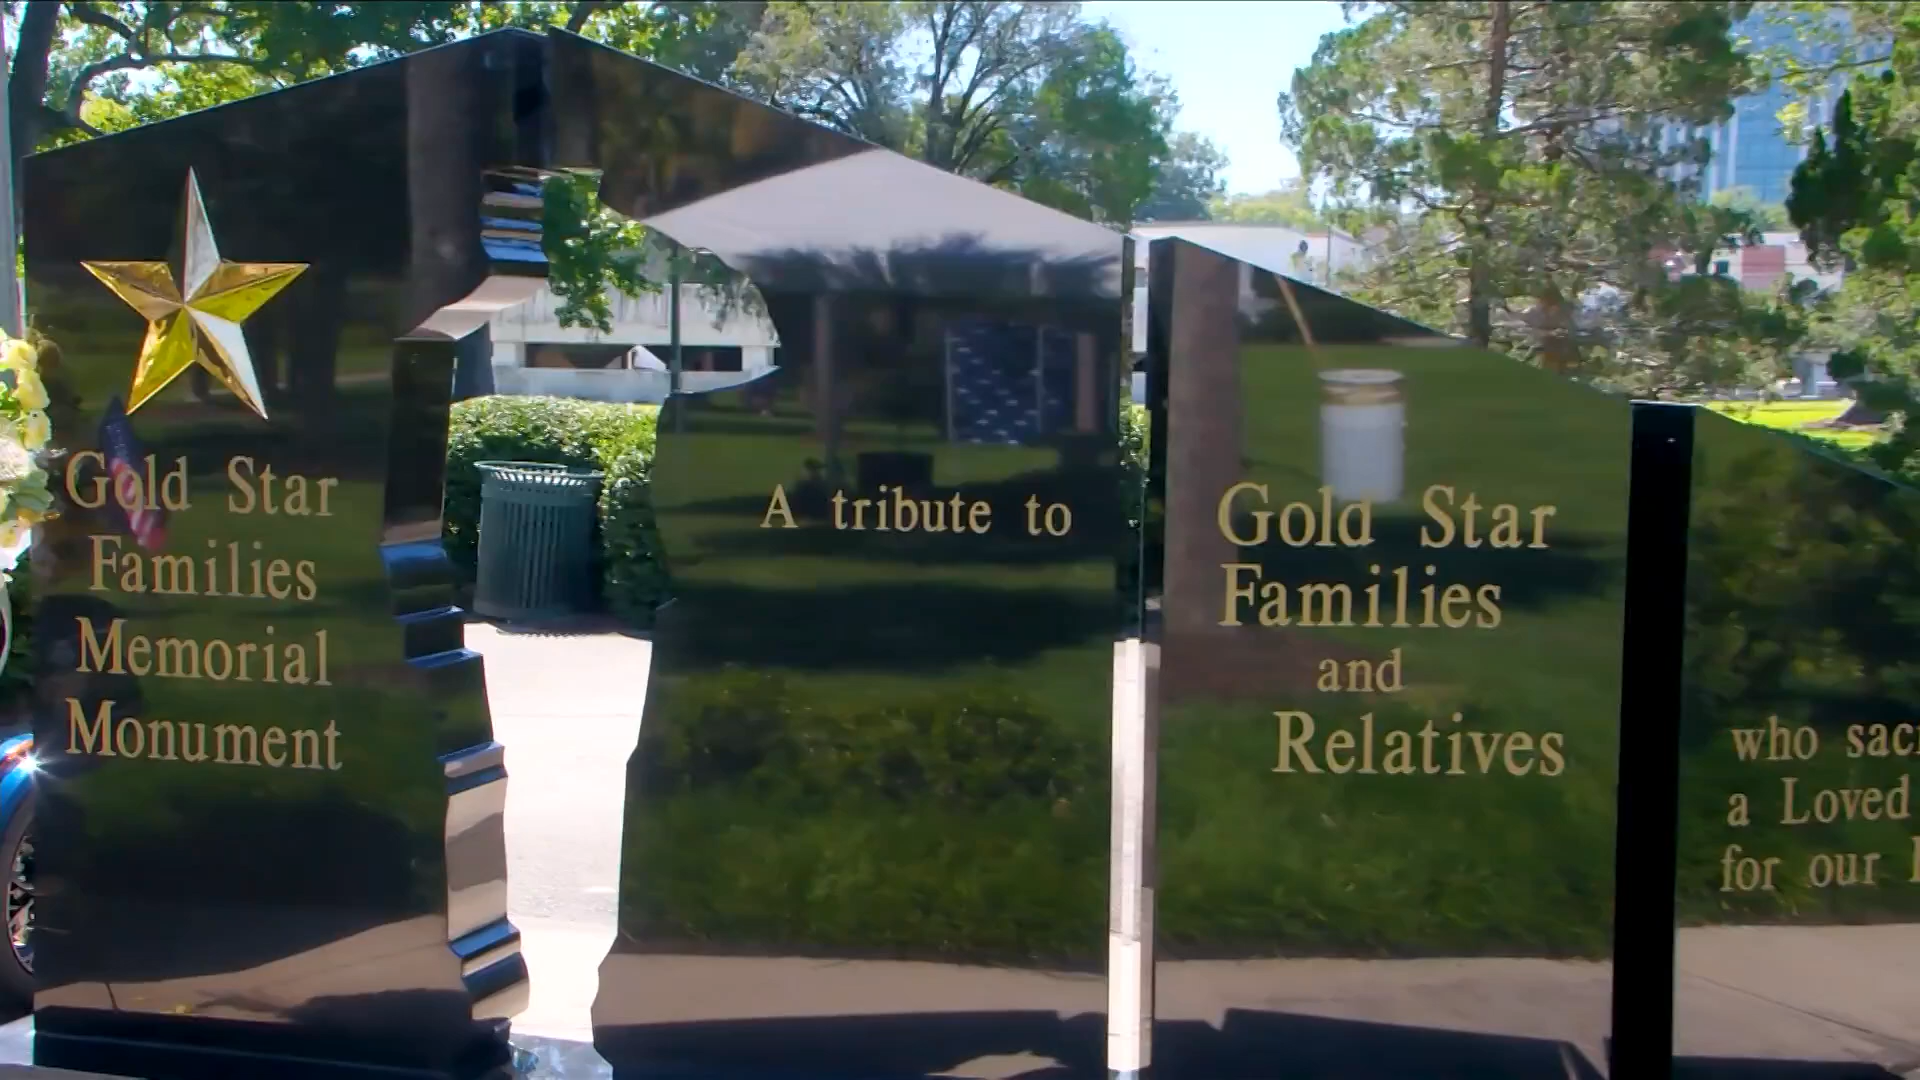 Gold Star
Families
Memorial
Monument
A tribute to
Gold Star
Families
and
Relatives
who
a Loved
for our